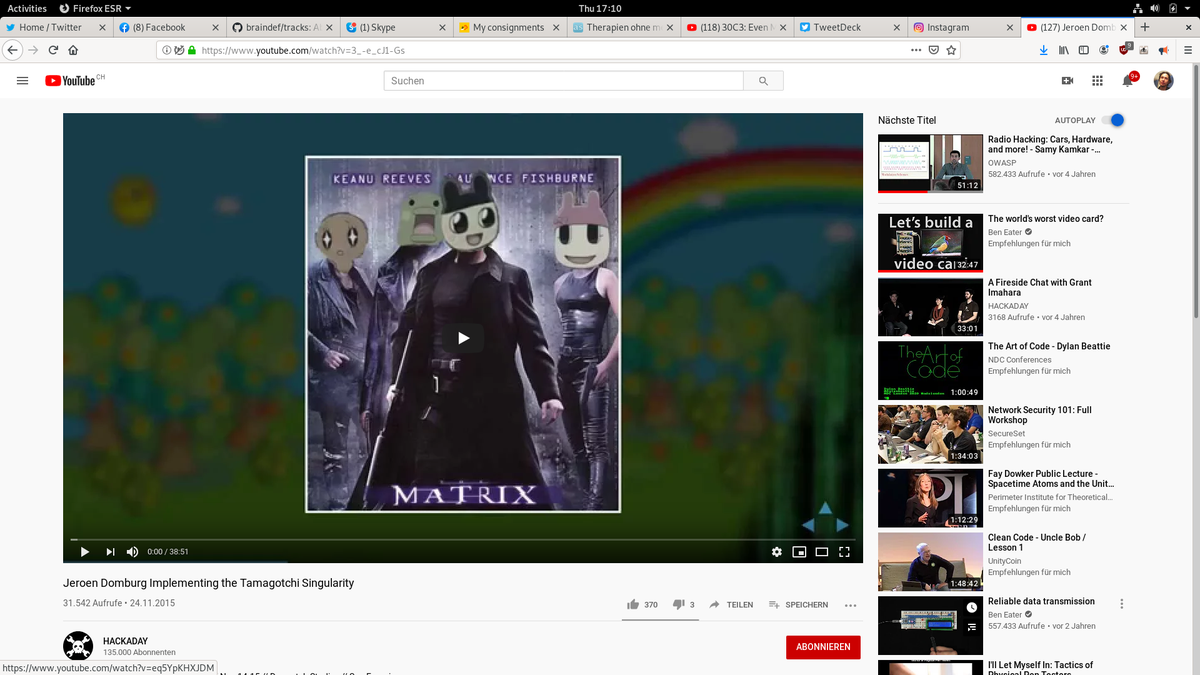 Activities
Firefox ESR
Thu 17:10
Home / Twitter
(8) Facebook
braindef/tracks: Al
(1) Skype
My consignments
Therapien ohne m
(118) 30C3: Even M
TweetDeck
Instagram
(127) Jeroen Domb
https://www.youtube.com/watch?v=3_-e_cJ1-Gs
9
YouTube CH
Suchen
9+
KEANU REEVES LAURENCE FISHBURNE
THE
MATRIX
0:00 / 38:51
Jeroen Domburg Implementing the Tamagotchi Singularity
31.542 Aufrufe • 24.11.2015
370
3
TEILEN
SPEICHERN
HACKADAY
135.000 Abonnenten
ABONNIEREN
https://www.youtube.com/watch?v=eq5YpKHXJDM
Nächste Titel
AUTOPLAY
51:12
Radio Hacking: Cars, Hardware,
and more! - Samy Kamkar -...
OWASP
582.433 Aufrufe • vor 4 Jahren
Let's build a
video ca
32:47
The world's worst video card?
Ben Eater
Empfehlungen für mich
33:01
A Fireside Chat with Grant
Imahara
HACKADAY
3168 Aufrufe • vor 4 Jahren
The Art of
Code
1:00:49
The Art of Code - Dylan Beattie
NDC Conferences
Empfehlungen für mich
1:34:03
Network Security 101: Full
Workshop
SecureSet
Empfehlungen für mich
1:12:29
Fay Dowker Public Lecture -
Spacetime Atoms and the Unit...
Perimeter Institute for Theoretical...
Empfehlungen für mich
1:48:42
Clean Code - Uncle Bob /
Lesson 1
UnityCoin
Empfehlungen für mich
Reliable data transmission
Ben Eater
557.433 Aufrufe • vor 2 Jahren
I'll Let Myself In: Tactics of
Physical Pen Testers